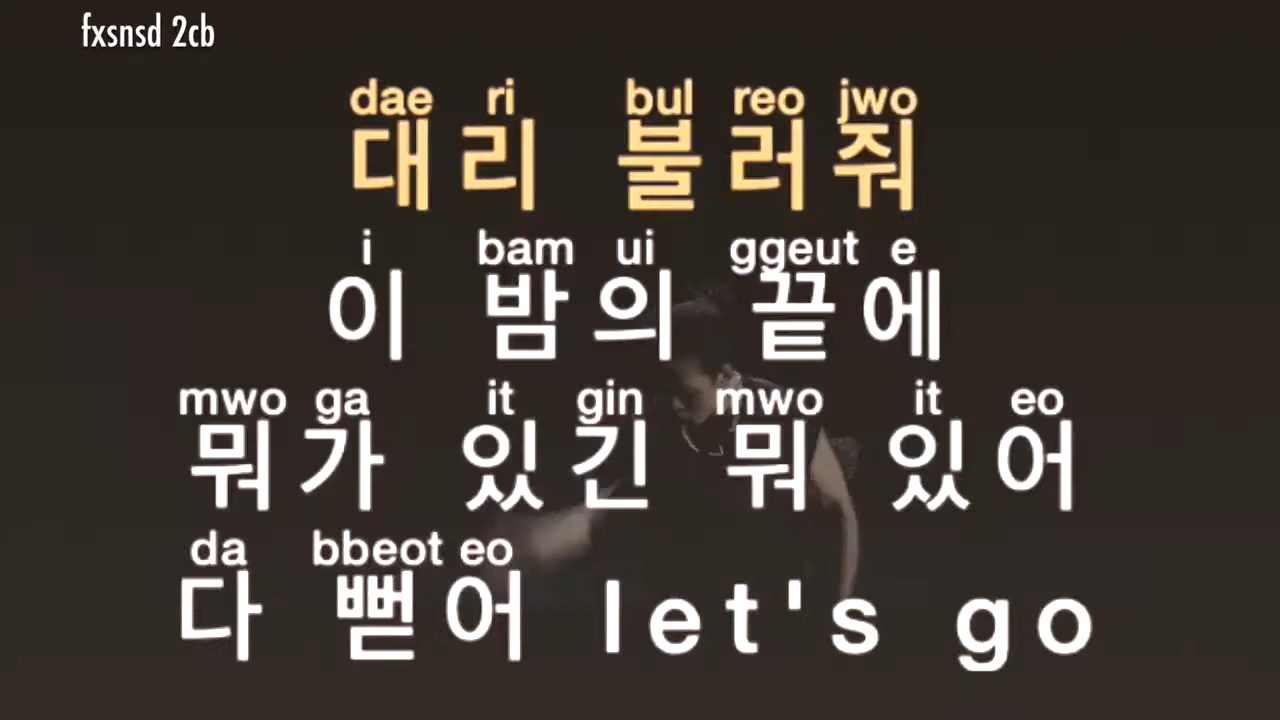 fxsnsd 2cb
dae ri bul reo jwo
대리 불러줘
i bam ui ggeut e
이 밤의 끝에
mwo ga it gin mwo it eo
뭐가 있긴 뭐 있어
da bbeot eo
다 뻗어 let's go